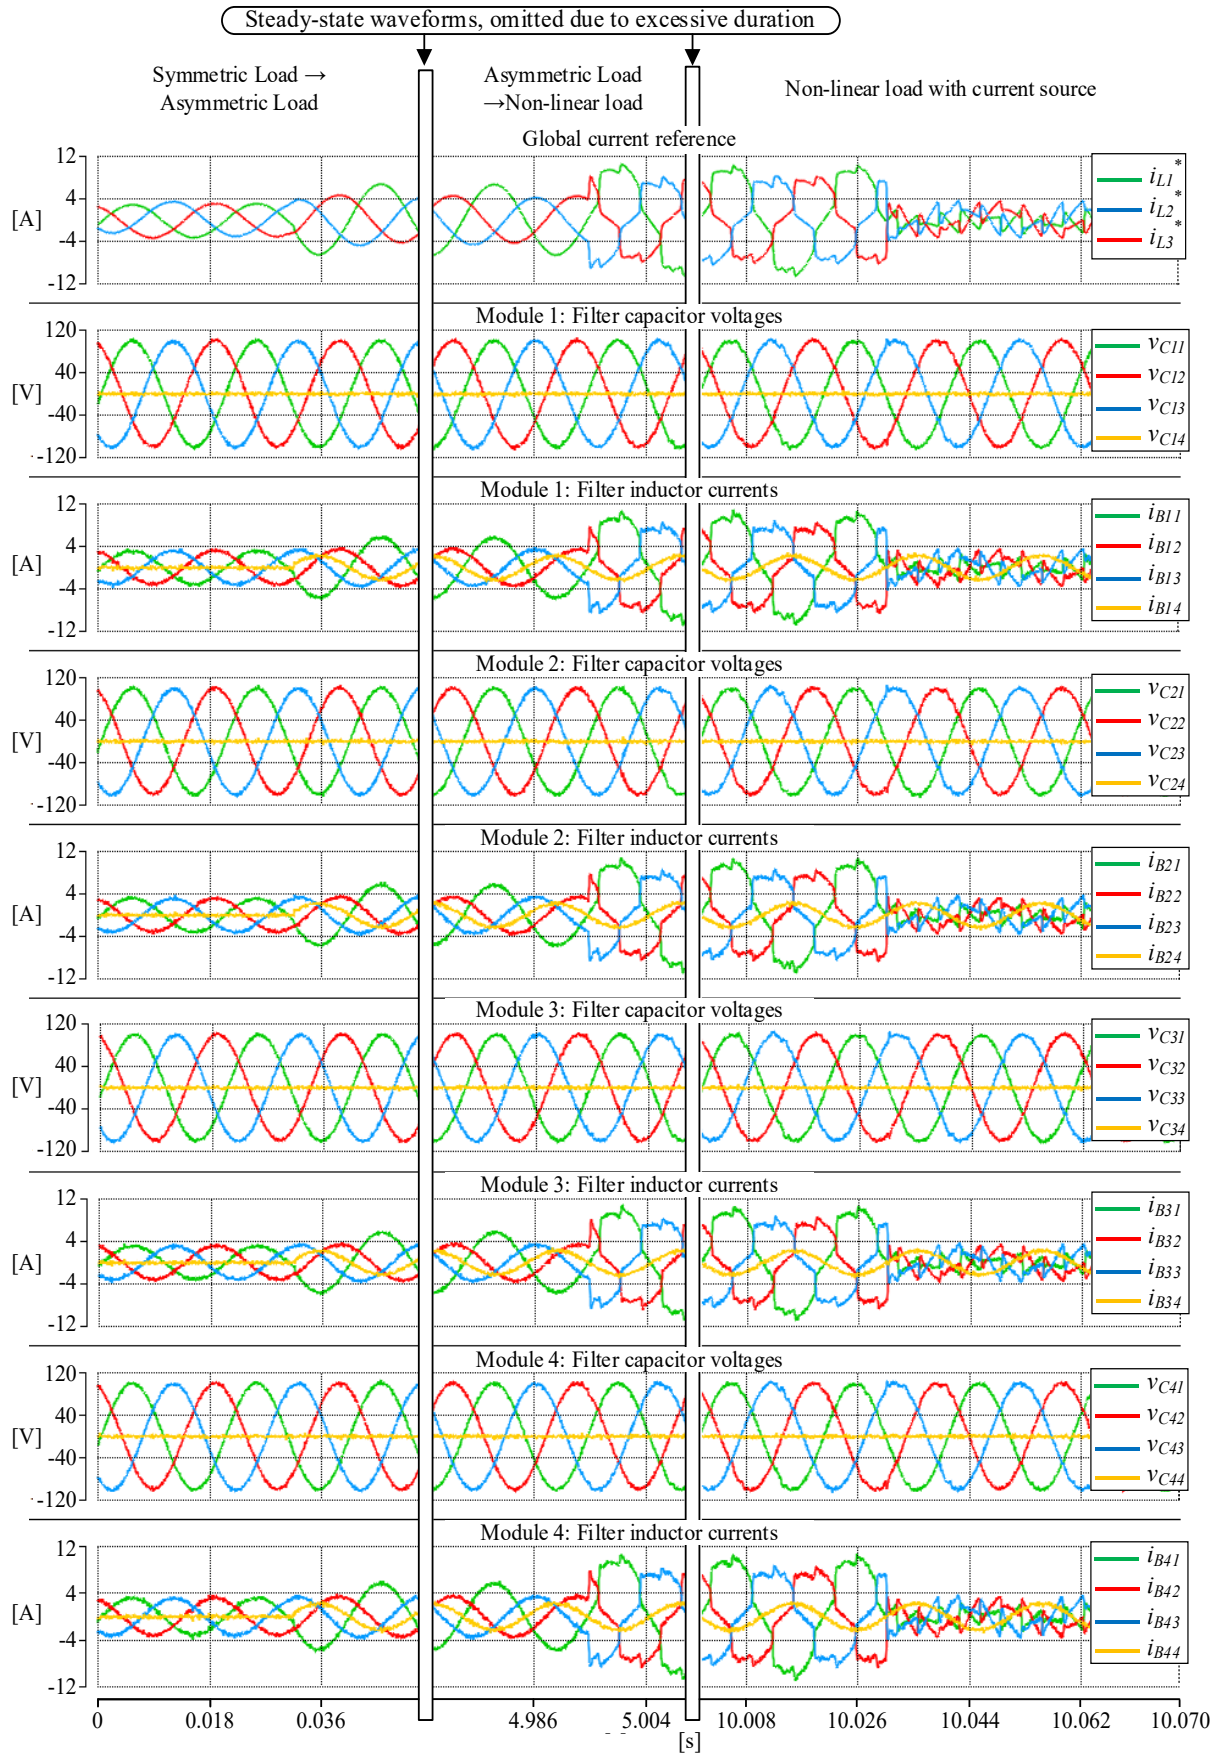 Steady-state waveforms, omitted due to excessive duration
Symmetric Load →
Asymmetric Load
Asymmetric Load
→Non-linear load
Non-linear load with current source
Global current reference
12
4
[A]
-4
-12
iL1*
iL2*
iL3*
Module 1: Filter capacitor voltages
120
40
[V]
-40
-120
vC11
vC12
vC13
vC14
Module 1: Filter inductor currents
12
4
[A]
-4
-12
iB11
iB12
iB13
iB14
Module 2: Filter capacitor voltages
120
40
[V]
-40
-120
vC21
vC22
vC23
vC24
Module 2: Filter inductor currents
12
4
[A]
-4
-12
iB21
iB22
iB23
iB24
Module 3: Filter capacitor voltages
120
40
[V]
-40
-120
vC31
vC32
vC33
vC34
Module 3: Filter inductor currents
12
4
[A]
-4
-12
iB31
iB32
iB33
iB34
Module 4: Filter capacitor voltages
120
40
[V]
-40
-120
vC41
vC42
vC43
vC44
Module 4: Filter inductor currents
12
4
[A]
-4
-12
iB41
iB42
iB43
iB44
0 0.018 0.036 4.986 5.004 10.008 10.026 10.044 10.062 10.070
[s]